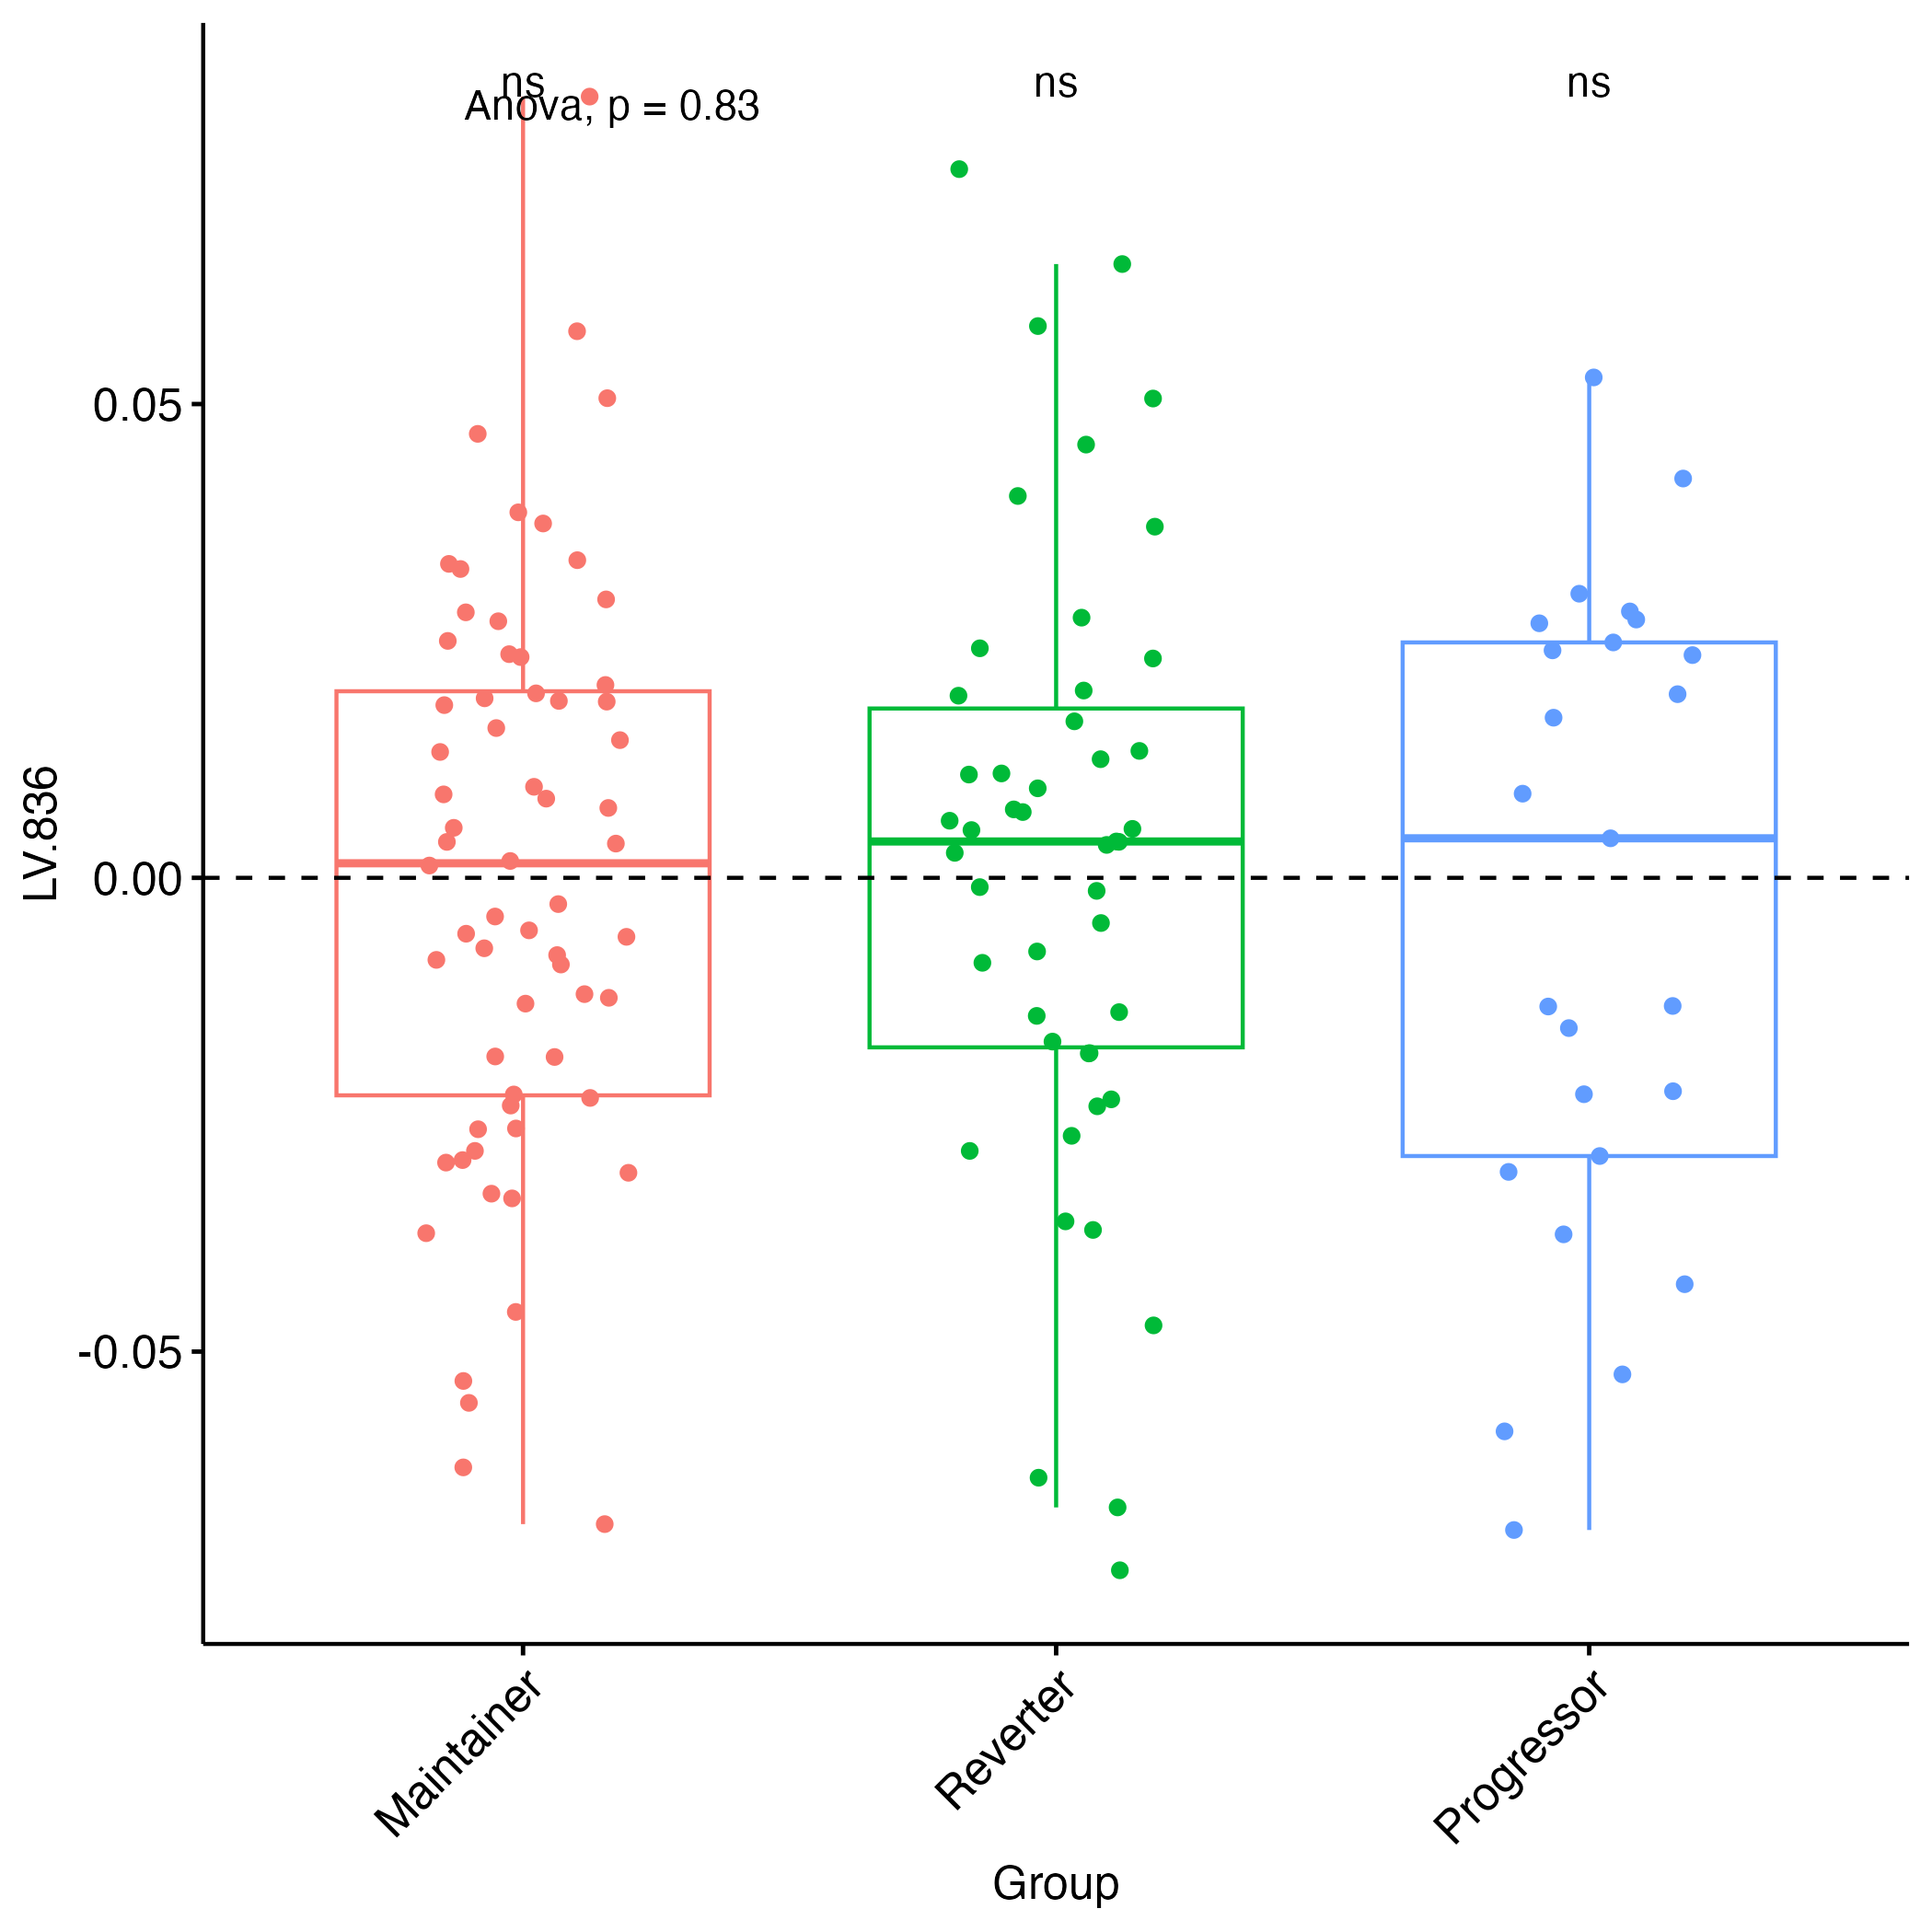 ns
ns
ns
Anova, p = 0.83
LV.836
0.05
0.00
-0.05
Maintainer
Reverter
Progressor
Group